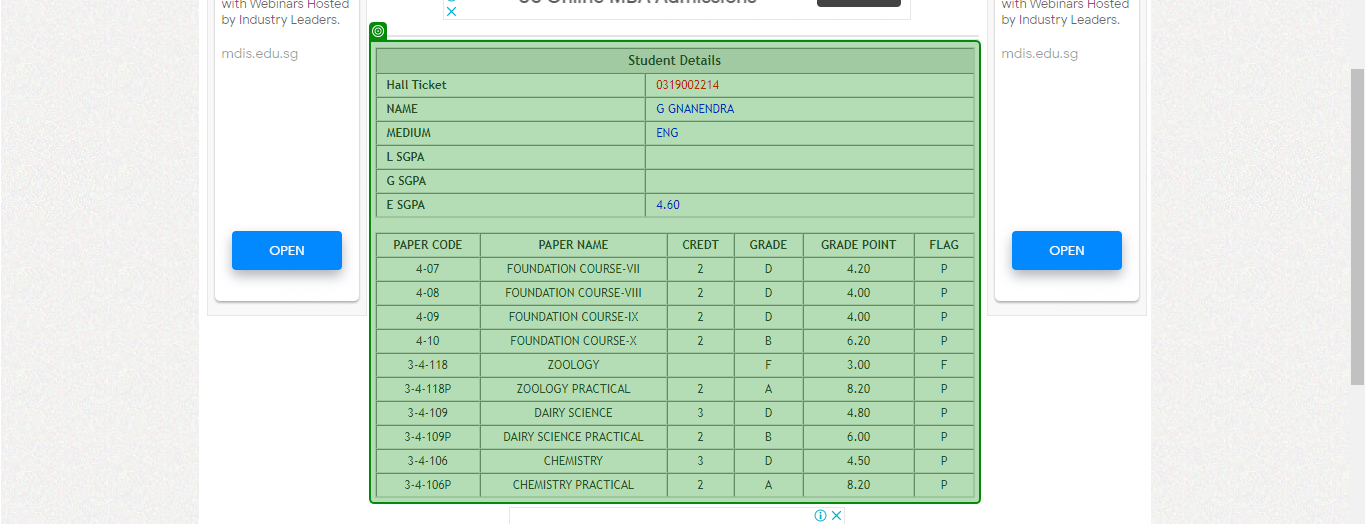 with Webinars Hosted
by Industry Leaders.
mdis.edu.sg
OPEN
US Online MBA Admissions
Student Details
Hall Ticket 0319002214
NAME G GNANENDRA
MEDIUM ENG
L SGPA
G SGPA
E SGPA 4.60
PAPER CODE PAPER NAME CREDT GRADE GRADE POINT FLAG
4-07 FOUNDATION COURSE-VII 2 D 4.20 P
4-08 FOUNDATION COURSE-VIII 2 D 4.00 P
4-09 FOUNDATION COURSE-IX 2 D 4.00 P
4-10 FOUNDATION COURSE-X 2 B 6.20 P
3-4-118 ZOOLOGY F 3.00 F
3-4-118P ZOOLOGY PRACTICAL 2 A 8.20 P
3-4-109 DAIRY SCIENCE 3 D 4.80 P
3-4-109P DAIRY SCIENCE PRACTICAL 2 B 6.00 P
3-4-106 CHEMISTRY 3 D 4.50 P
3-4-106P CHEMISTRY PRACTICAL 2 A 8.20 P
with Webinars Hosted
by Industry Leaders.
mdis.edu.sg
OPEN